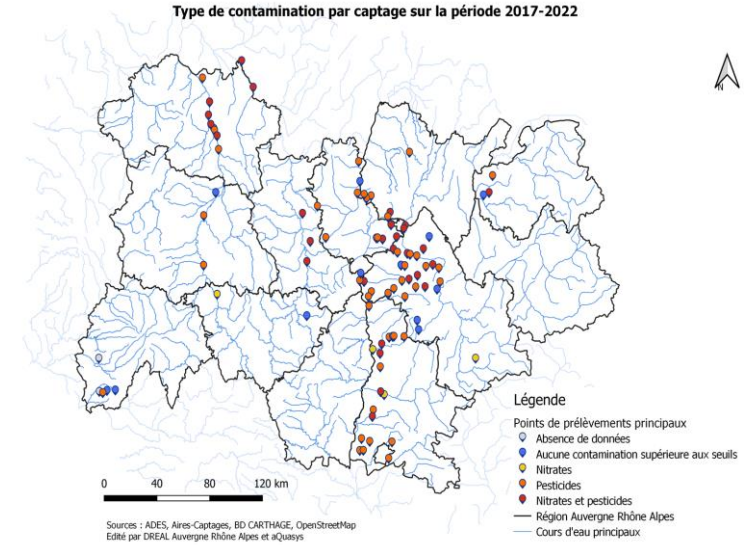 Type de contamination par captage sur la période 2017-2022
N
Légende
Points de prélèvements principaux
Absence de données
Aucune contamination supérieure aux seuils
Nitrates
Pesticides
Nitrates et pesticides
Région Auvergne Rhône Alpes
Cours d'eau principaux
0 40 80 120 km
Sources : ADES, Aires-Captages, BD CARTHAGE, OpenStreetMap
Edité par DREAL Auvergne Rhône Alpes et aQuasys